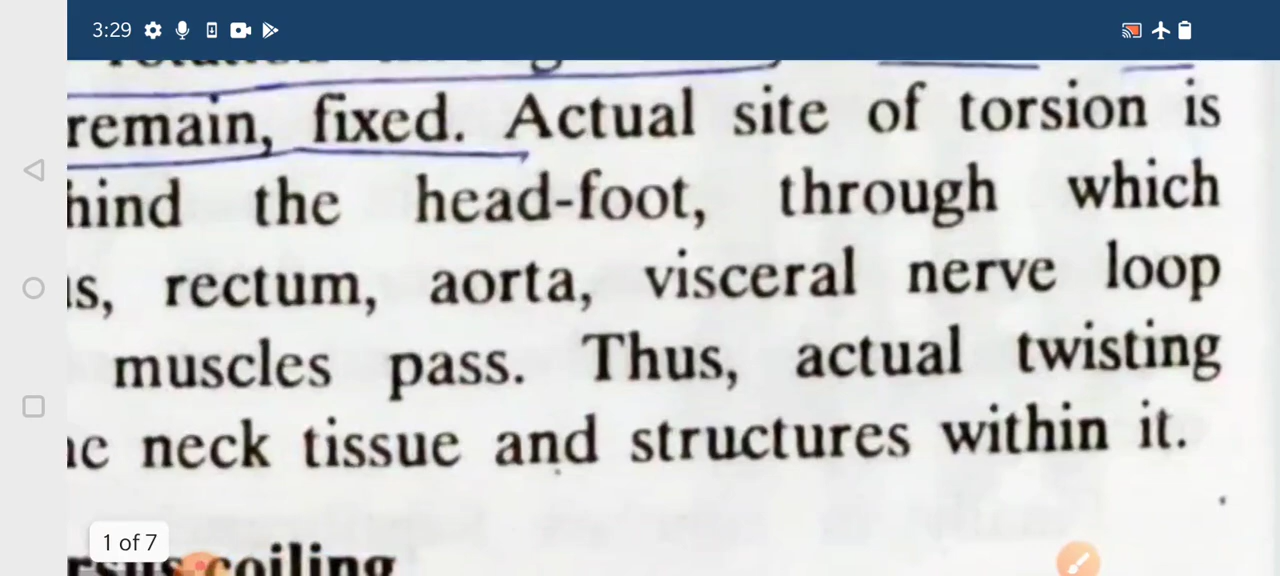 3:29
remain, fixed. Actual site of torsion is
hind the head-foot, through which
s, rectum, aorta, visceral nerve loop
muscles pass. Thus, actual twisting
neck tissue and structures within it.
1 of 7
coiling